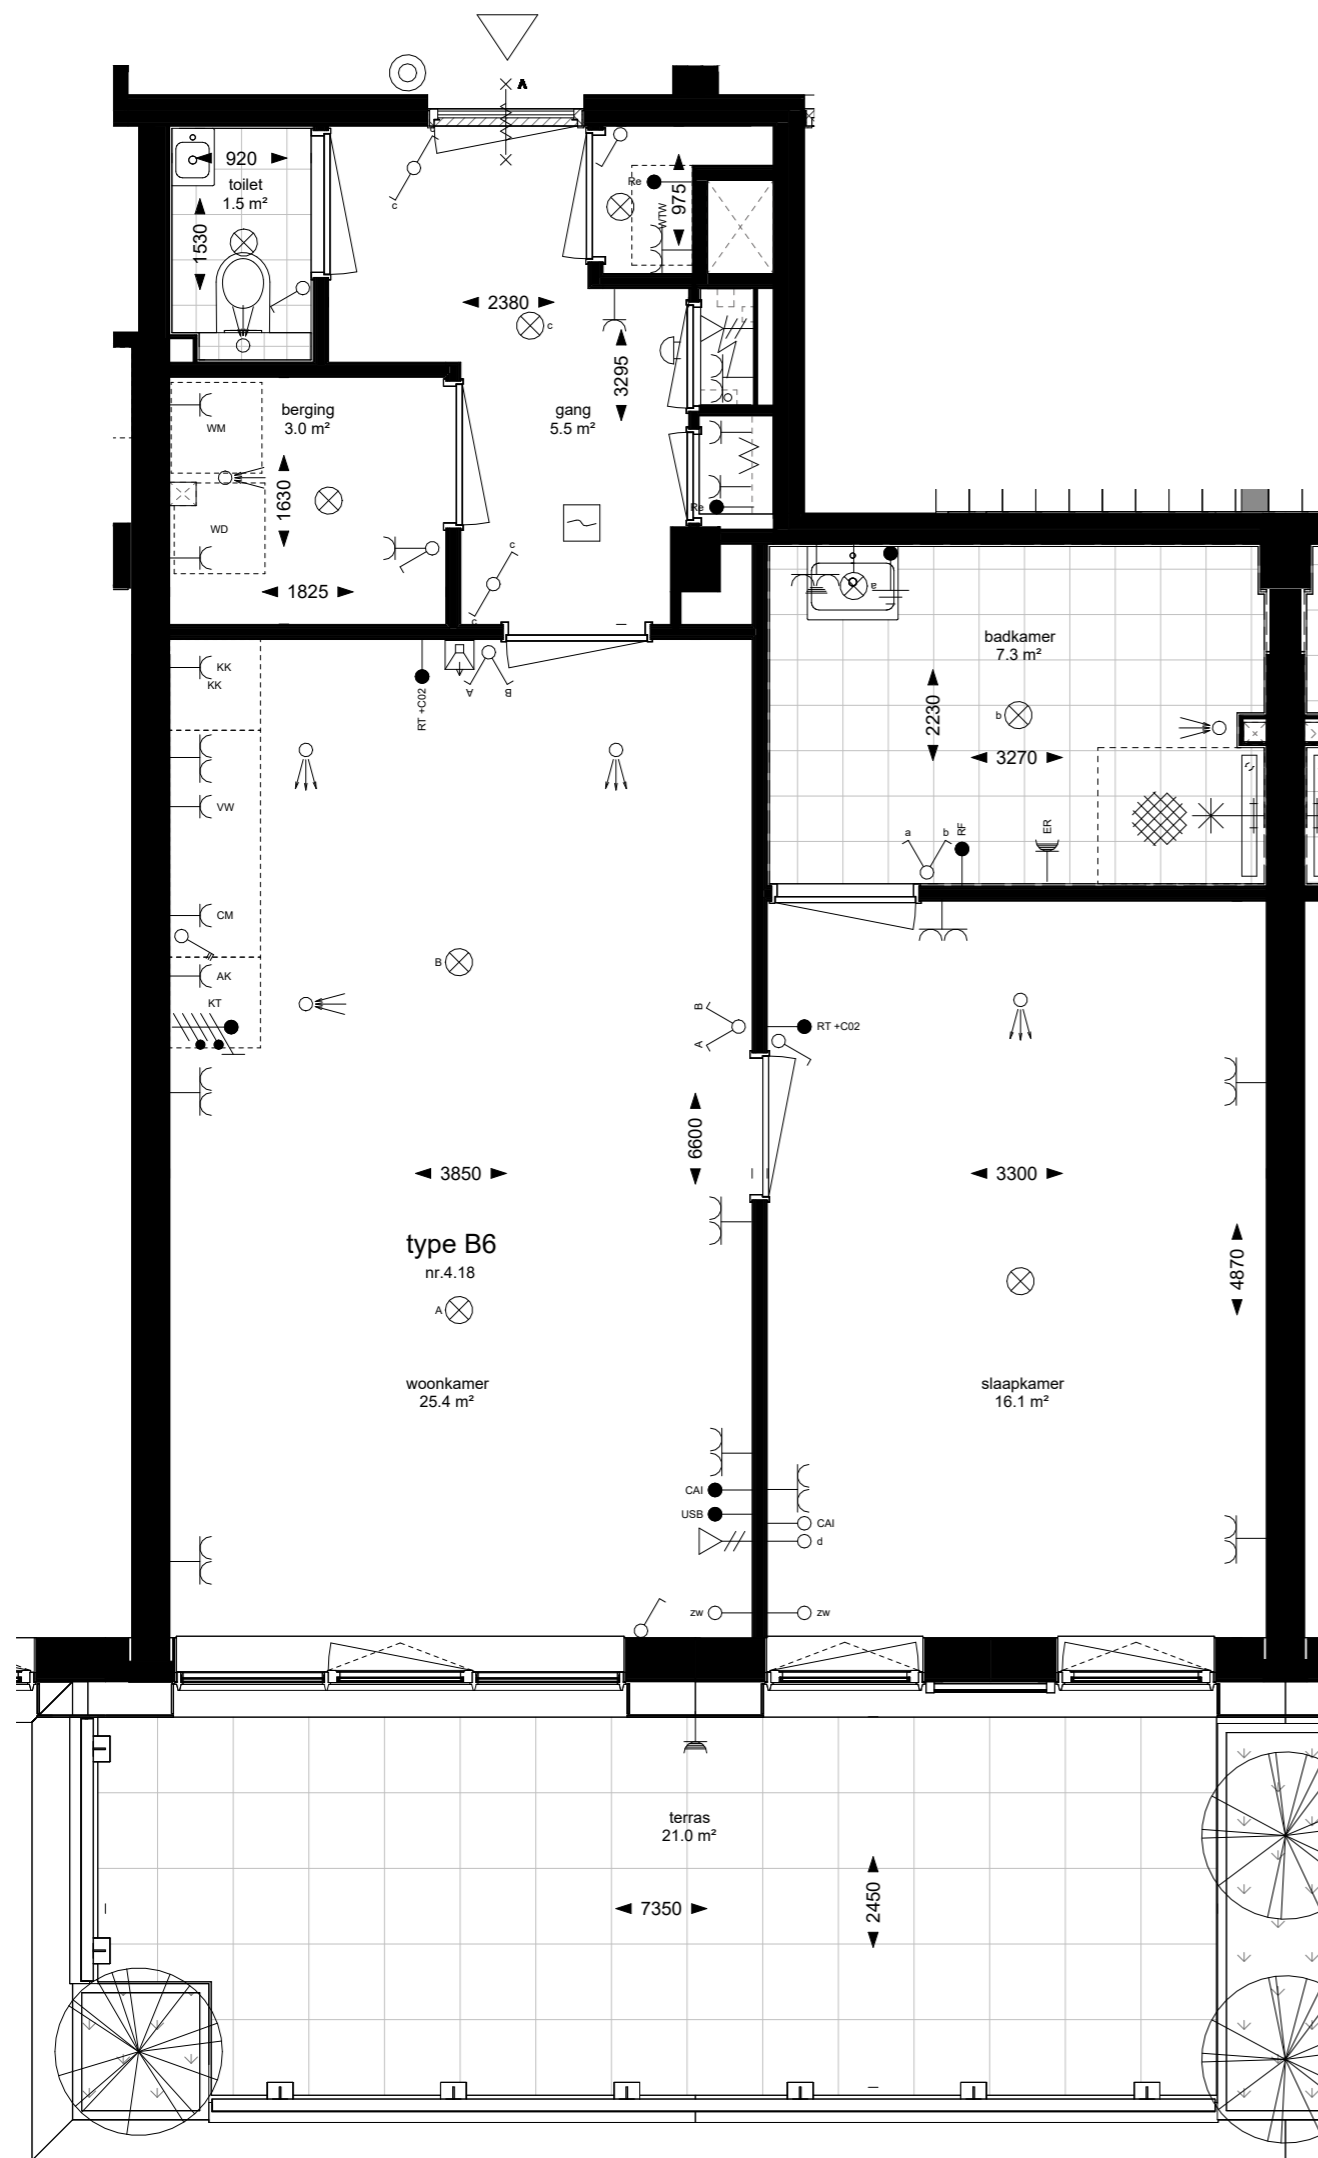 A
920
toilet
1.5 m²
1530
c
c
Re
WTW
975
2380
c
3295
berging
3.0 m²
gang
5.5 m²
WM
1630
WD
1825
Re
c
c
a
badkamer
7.3 m²
KK
KK
RT +C02
A
B
2230
b
3270
VW
a
b
RF
ER
CM
AK
KT
B
B
A
RT +C02
6600
3850
3300
type B6
nr.4.18
4870
A
woonkamer
25.4 m²
slaapkamer
16.1 m²
CAI
USB
CAI
d
zw
zw
terras
21.0 m²
7350
2450